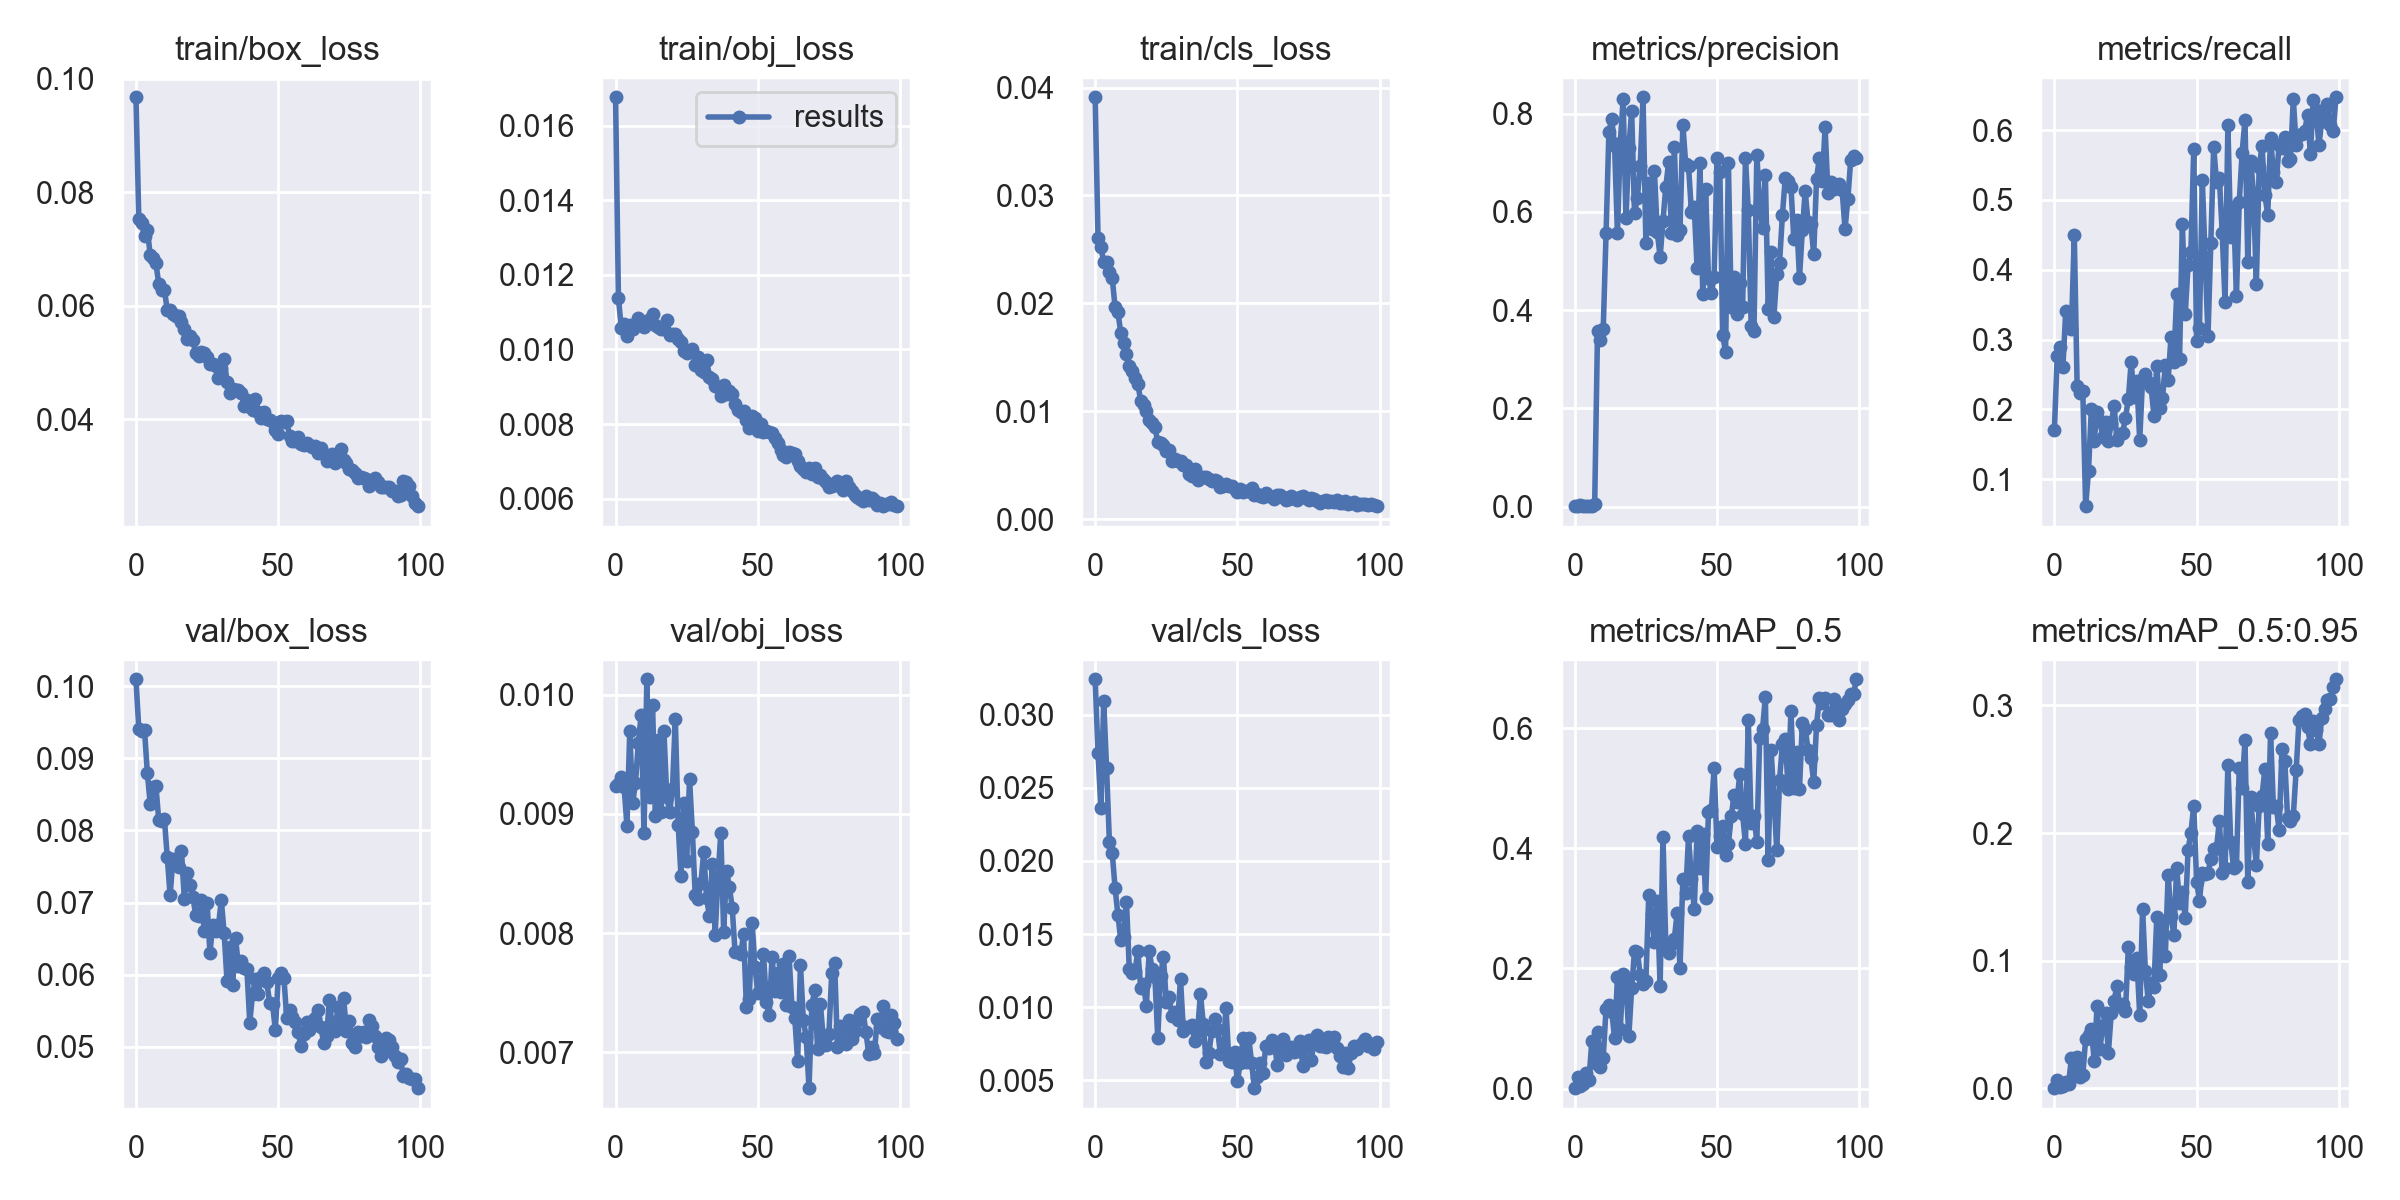 train/box_loss
0.10
0.08
0.06
0.04
0 50 100
train/obj_loss
results
0.016
0.014
0.012
0.010
0.008
0.006
0 50 100
train/cls_loss
0.04
0.03
0.02
0.01
0.00
0 50 100
metrics/precision
0.8
0.6
0.4
0.2
0.0
0 50 100
metrics/recall
0.6
0.5
0.4
0.3
0.2
0.1
0 50 100
val/box_loss
0.10
0.09
0.08
0.07
0.06
0.05
0 50 100
val/obj_loss
0.010
0.009
0.008
0.007
0 50 100
val/cls_loss
0.030
0.025
0.020
0.015
0.010
0.005
0 50 100
metrics/mAP_0.5
0.6
0.4
0.2
0.0
0 50 100
metrics/mAP_0.5:0.95
0.3
0.2
0.1
0.0
0 50 100